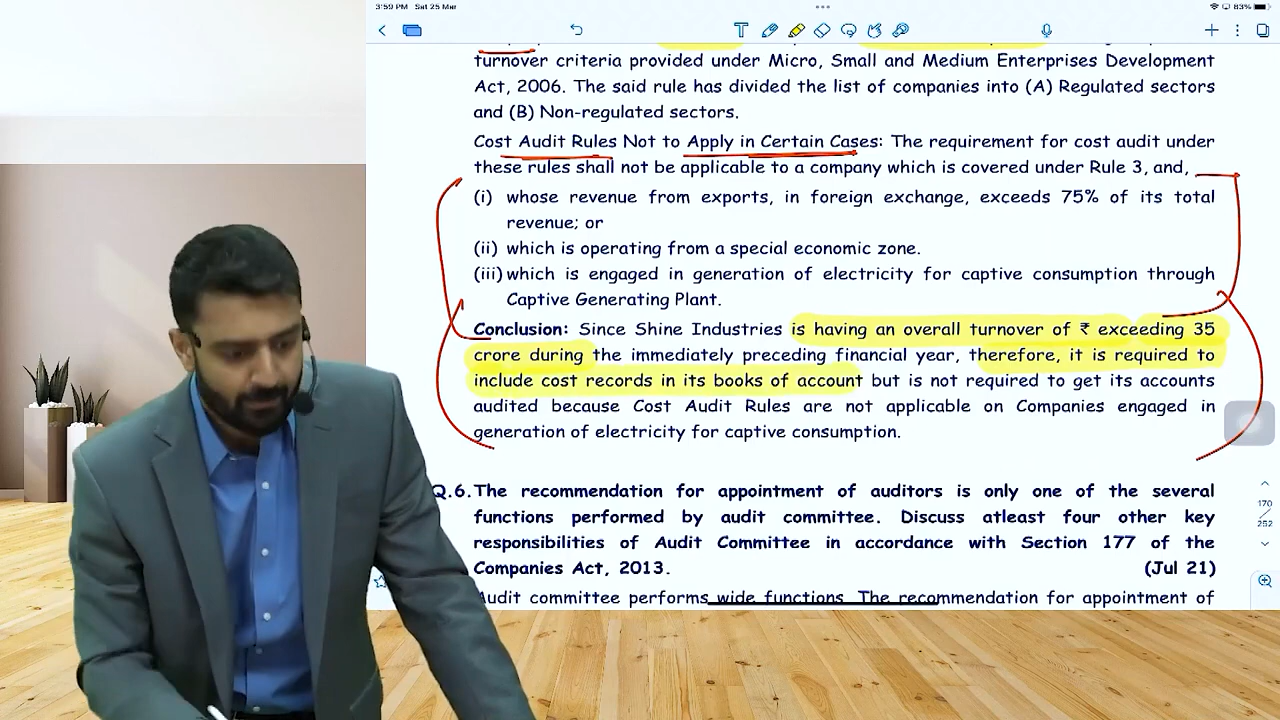 3:59 PM Sat 25 Mar
83%
turnover criteria provided under Micro, Small and Medium Enterprises Development
Act, 2006. The said rule has divided the list of companies into (A) Regulated sectors
and (B) Non-regulated sectors.
Cost Audit Rules Not to Apply in Certain Cases: The requirement for cost audit under
these rules shall not be applicable to a company which is covered under Rule 3, and,
(i) whose revenue from exports, in foreign exchange, exceeds 75% of its total
revenue; or
(ii) which is operating from a special economic zone.
(iii) which is engaged in generation of electricity for captive consumption through
Captive Generating Plant.
Conclusion: Since Shine Industries is having an overall turnover of ₹ exceeding 35
crore during the immediately preceding financial year, therefore, it is required to
include cost records in its books of account but is not required to get its accounts
audited because Cost Audit Rules are not applicable on Companies engaged in
generation of electricity for captive consumption.
Q.6. The recommendation for appointment of auditors is only one of the several
functions performed by audit committee. Discuss atleast four other key
responsibilities of Audit Committee in accordance with Section 177 of the
Companies Act, 2013. (Jul 21)
Audit committee performs wide functions. The recommendation for appointment of
170
252